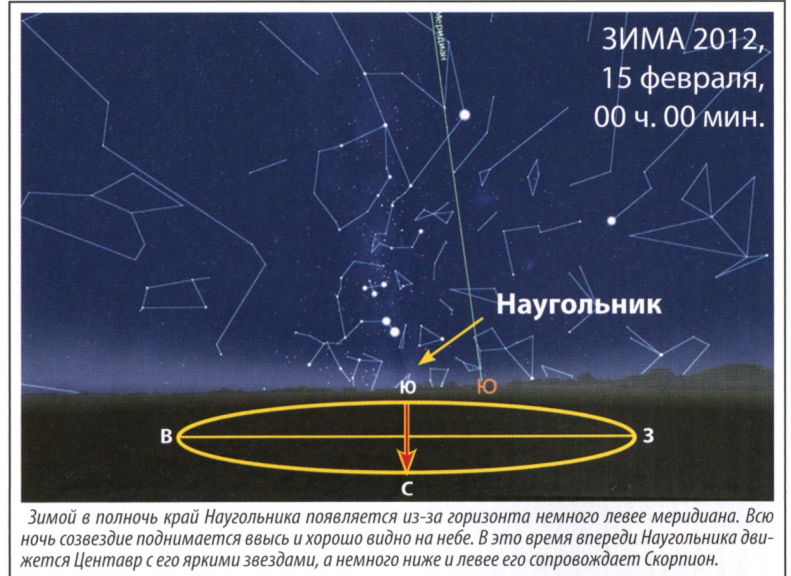 Меридиан
ЗИМА 2012,
15 февраля,
00 ч. 00 мин.
Наугольник
Ю
Ю
В
З
С
Зимой в полночь край Наугольника появляется из-за горизонта немного левее меридиана. Всю
ночь созвездие поднимается ввысь и хорошо видно на небе. В это время впереди Наугольника дви-
жется Центавр с его яркими звездами, а немного ниже и левее его сопровождает Скорпион.